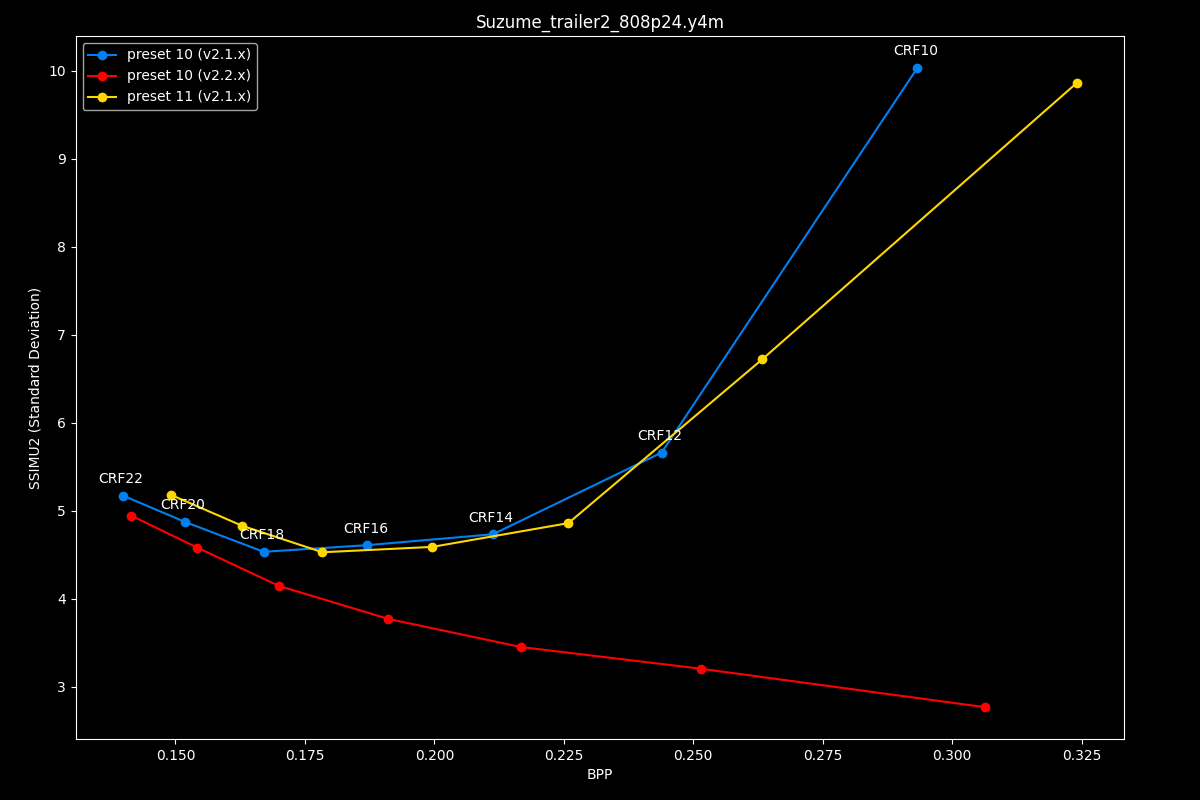 Suzume_trailer2_808p24.y4m
preset 10 (v2.1.x)
preset 10 (v2.2.x)
preset 11 (v2.1.x)
CRF10
CRF12
CRF14
CRF16
CRF18
CRF20
CRF22
SSIMU2 (Standard Deviation)
10
9
8
7
6
5
4
3
0.150 0.175 0.200 0.225 0.250 0.275 0.300 0.325
BPP